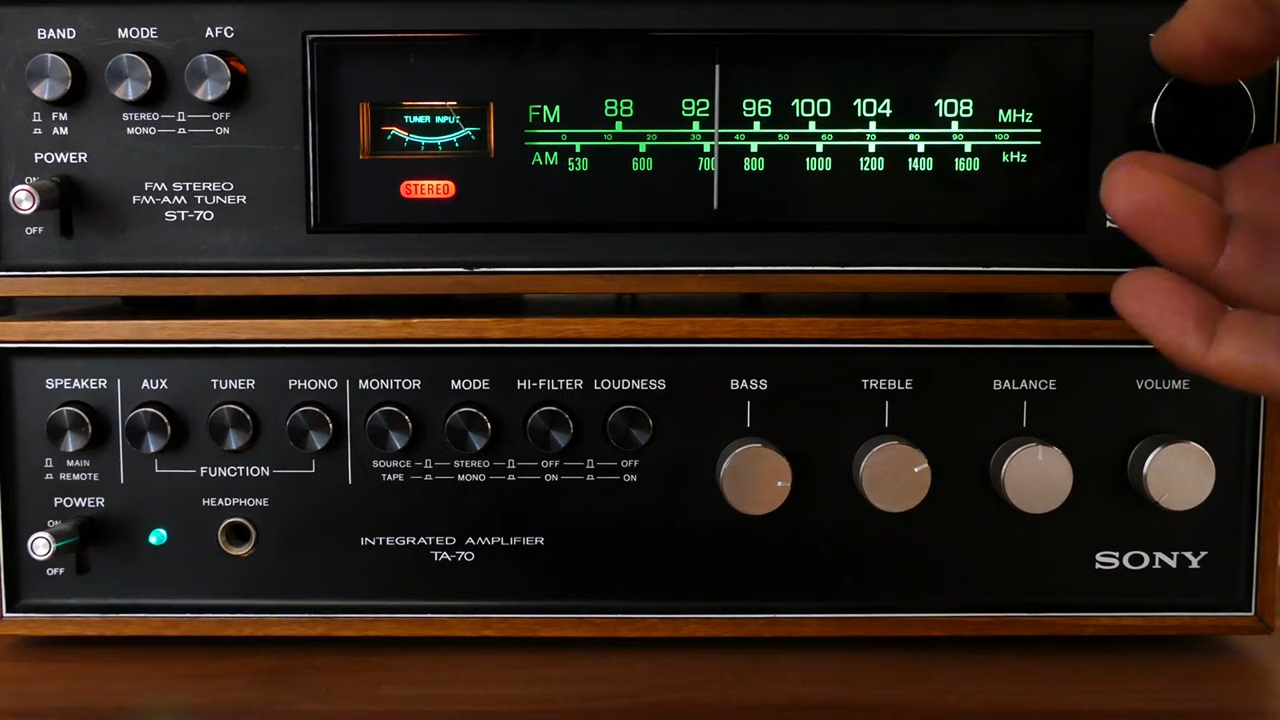 BAND MODE AFC
TUNER INPUT
FM 88 92 96 100 104 108 MHz
FM STEREO OFF
AM MONO ON
0 10 20 30 40 50 60 70 80 90 100
AM 530 600 700 800 1000 1200 1400 1600 kHz
POWER
ON
OFF
STEREO
FM STEREO
FM-AM TUNER
ST-70
SPEAKER AUX TUNER PHONO MONITOR MODE HI-FILTER LOUDNESS BASS TREBLE BALANCE VOLUME
MAIN
REMOTE
FUNCTION
SOURCE STEREO OFF OFF
TAPE MONO ON ON
POWER
ON
OFF
HEADPHONE
INTEGRATED AMPLIFIER
TA-70
SONY